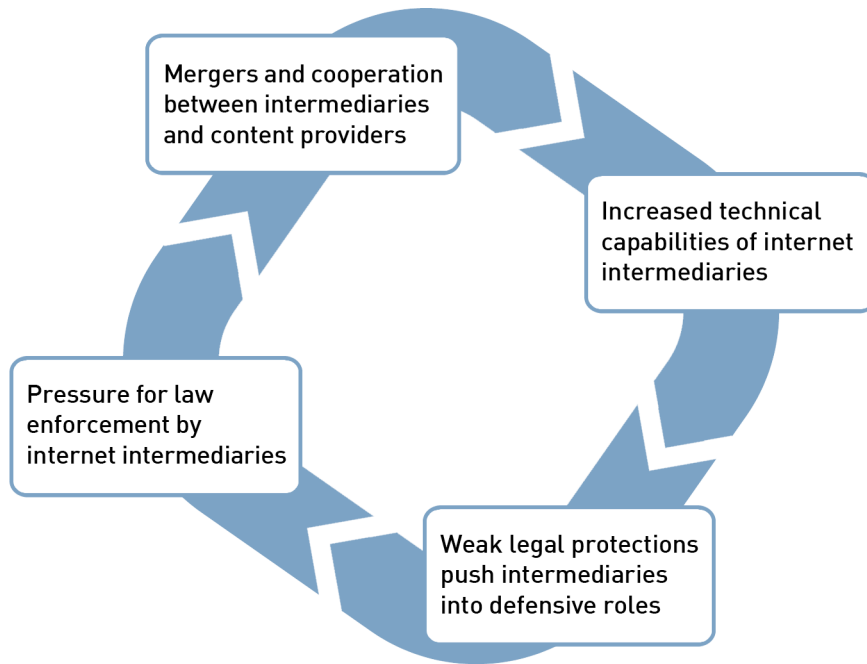 Mergers and cooperation
between intermediaries
and content providers
Increased technical
capabilities of internet
intermediaries
Pressure for law
enforcement by
internet intermediaries
Weak legal protections
push intermediaries
into defensive roles